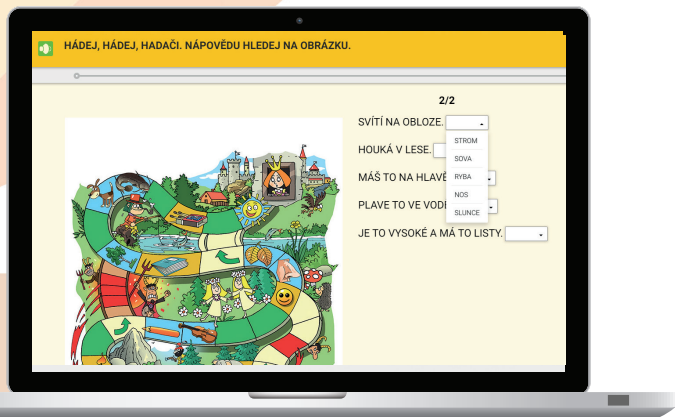 HÁDEJ, HÁDEJ, HADAČI. NÁPOVĚDU HLEDEJ NA OBRÁZKU.
2/2
SVÍTÍ NA OBLOZE.
STROM
SOVA
RYBA
NOS
SLUNCE
HOUKÁ V LESE.
MÁŠ TO NA HLAVĚ
PLAVE TO VE VODĚ
JE TO VYSOKÉ A MÁ TO LISTY.